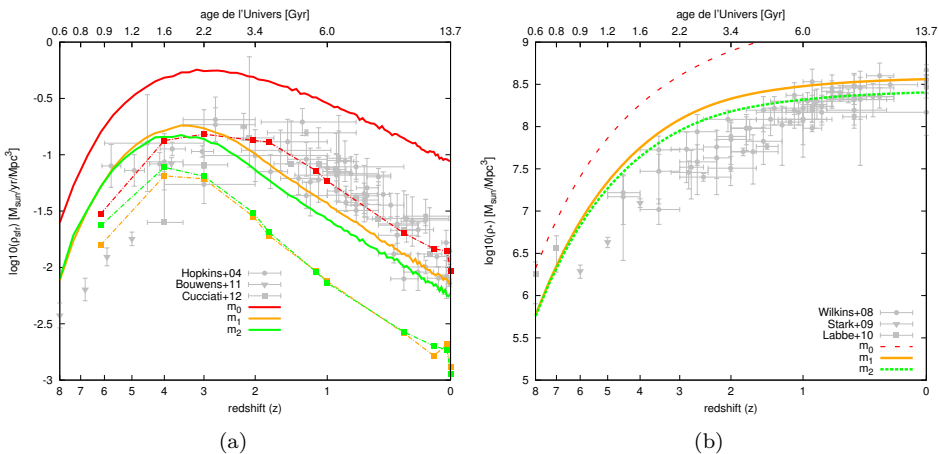 age de l'Univers [Gyr]
0.6 0.8 0.9 1.2 1.6 2.2 3.4 6.0 13.7
0
-0.5
-1
-1.5
-2
-2.5
-3
log10(ρsfr) [Msun/yr/Mpc³]
Hopkins+04
Bouwens+11
Cucciati+12
m₀
m₁
m₂
8 7 6 5 4 3 2 1 0
redshift (z)
(a)
age de l'Univers [Gyr]
0.6 0.8 0.9 1.2 1.6 2.2 3.4 6.0 13.7
9
8.5
8
7.5
7
6.5
6
5.5
5
log10(ρ*) [Msun/Mpc³]
Wilkins+08
Stark+09
Labbe+10
m₀
m₁
m₂
8 7 6 5 4 3 2 1 0
redshift (z)
(b)